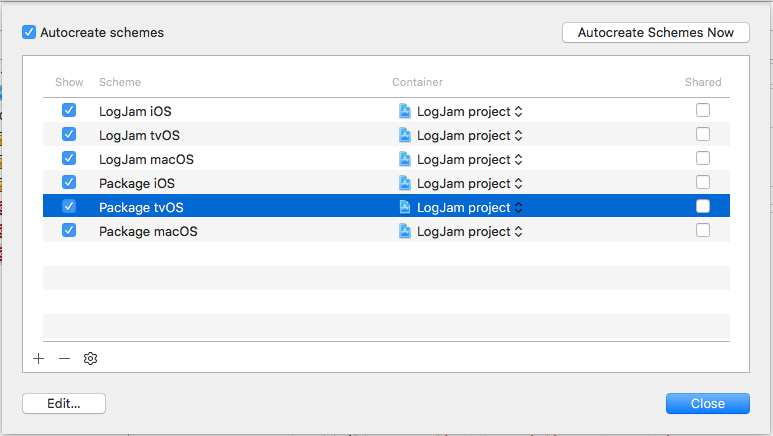 Autocreate schemes
Autocreate Schemes Now
Show Scheme Container Shared
LogJam iOS LogJam project
LogJam tvOS LogJam project
LogJam macOS LogJam project
Package iOS LogJam project
Package tvOS LogJam project
Package macOS LogJam project
Edit...
Close